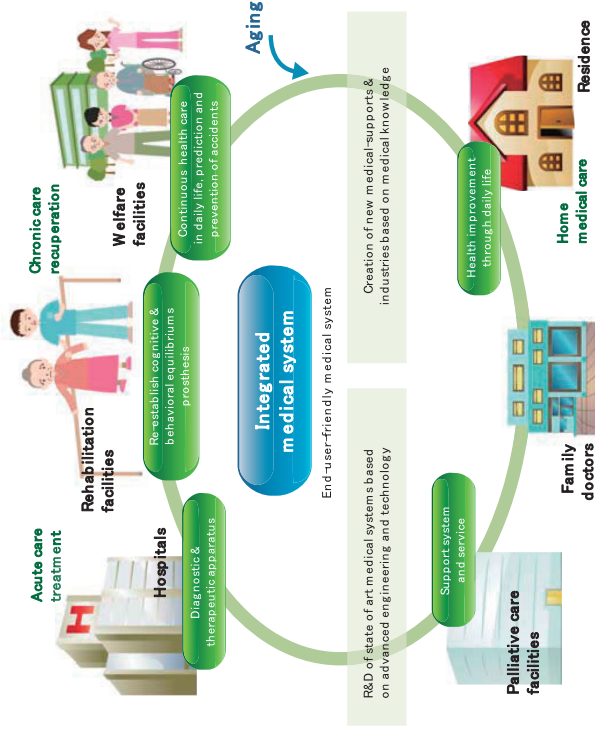 Acute care
treatment
Chronic care
recuperation
Aging
H
Hospitals
Rehabilitation
facilities
Welfare
facilities
Diagnostic &
therapeutic apparatus
Re-establish cognitive &
behavioral equilibriums
prosthesis
Continuous health care
in daily life, prediction and
prevention of accidents
Integrated
medical system
End-user-friendly medical system
R&D of state of art medical systems based
on advanced engineering and technology
Creation of new medical-supports &
industries based on medical knowledge
Support system
and service
Health improvement
through daily life
Palliative care
facilities
Family
doctors
Home
medical care
Residence